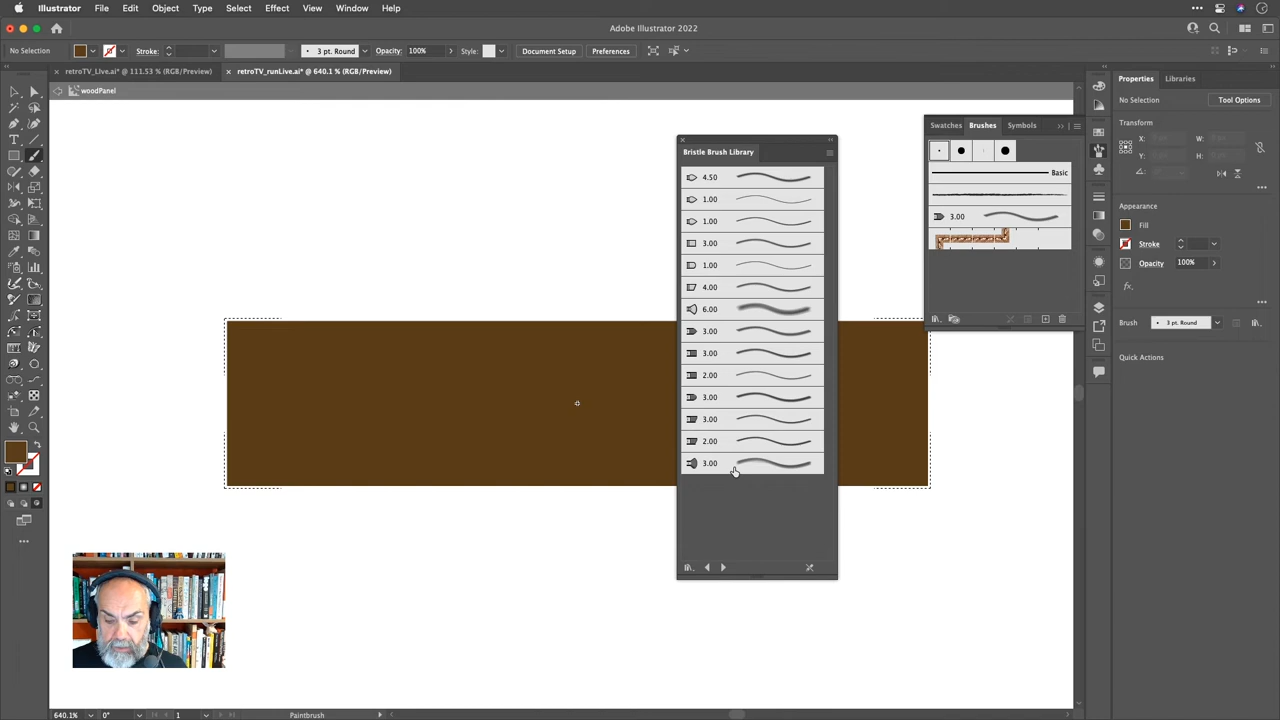 Illustrator File Edit Object Type Select Effect View Window Help
Adobe Illustrator 2022
No Selection Stroke: 3 pt. Round Opacity: 100% Style: Document Setup Preferences
retroTV_LIve.ai* @ 111.53 % (RGB/Preview) retroTV_runLive.ai* @ 640.1 % (RGB/Preview)
woodPanel
Bristle Brush Library
4.50
1.00
1.00
3.00
1.00
4.00
6.00
3.00
3.00
2.00
3.00
3.00
2.00
3.00
Swatches Brushes Symbols
Basic
3.00
Properties Libraries
No Selection Tool Options
Transform
X: W:
Y: H:
Appearance
Fill
Stroke
Opacity 100%
fx.
Brush 3 pt. Round
Quick Actions
640.1% 0° 1 Paintbrush